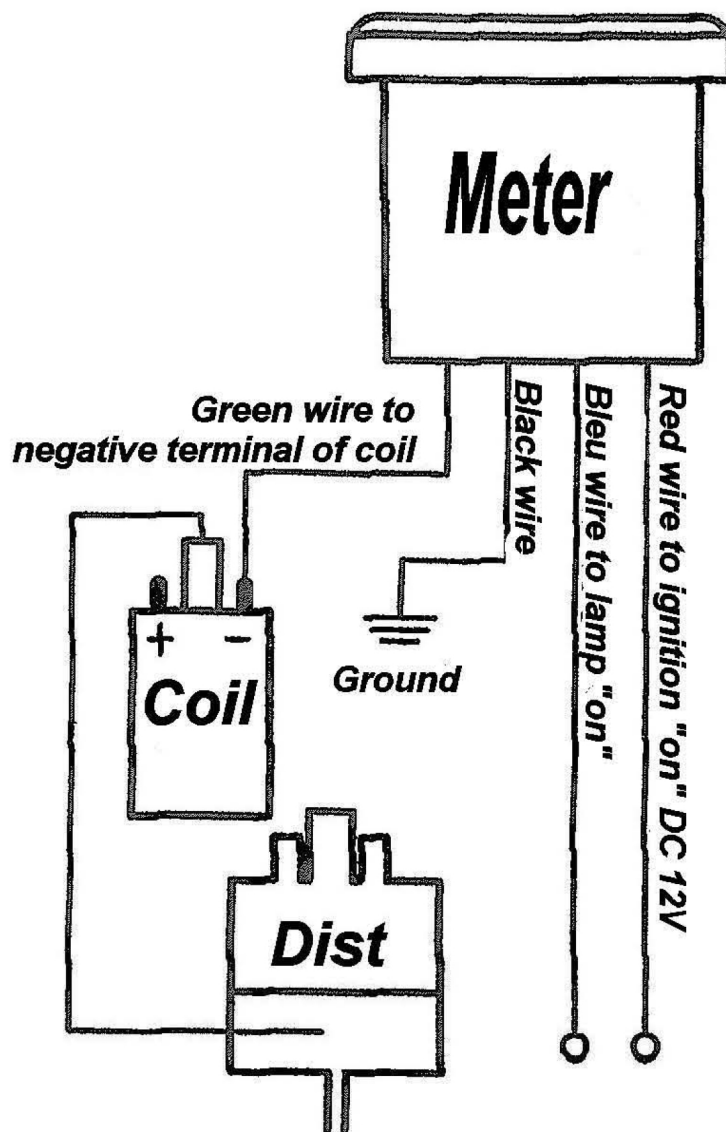 Meter
Green wire to
negative terminal of coil
Black wire
Bleu wire to lamp "on"
Red wire to ignition "on" DC 12V
+ −
Coil
Ground
Dist